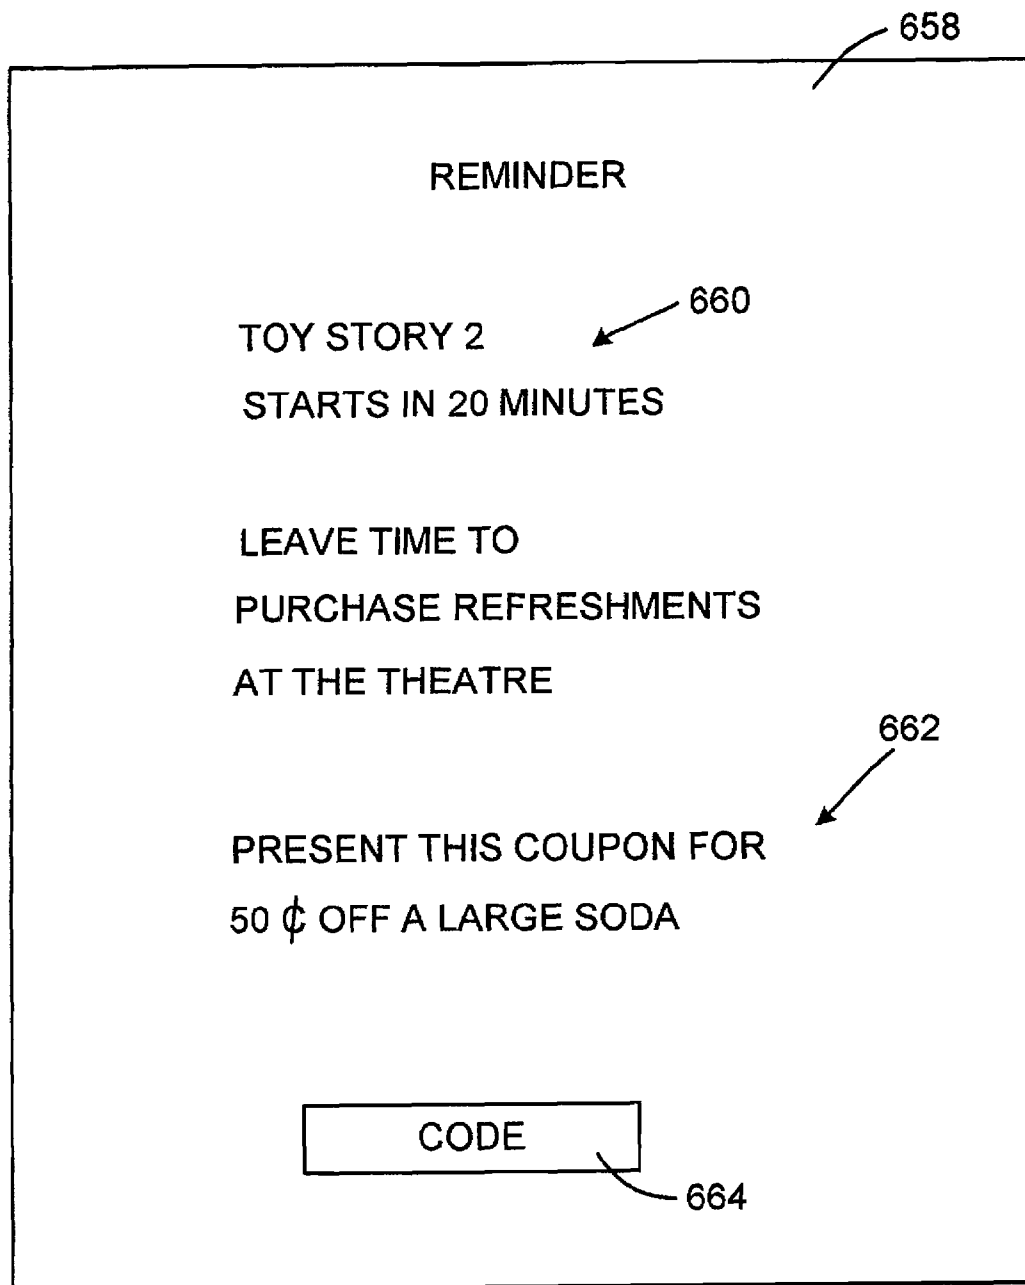 658
REMINDER
660
TOY STORY 2
STARTS IN 20 MINUTES
LEAVE TIME TO
PURCHASE REFRESHMENTS
AT THE THEATRE
662
PRESENT THIS COUPON FOR
50 ¢ OFF A LARGE SODA
CODE
664